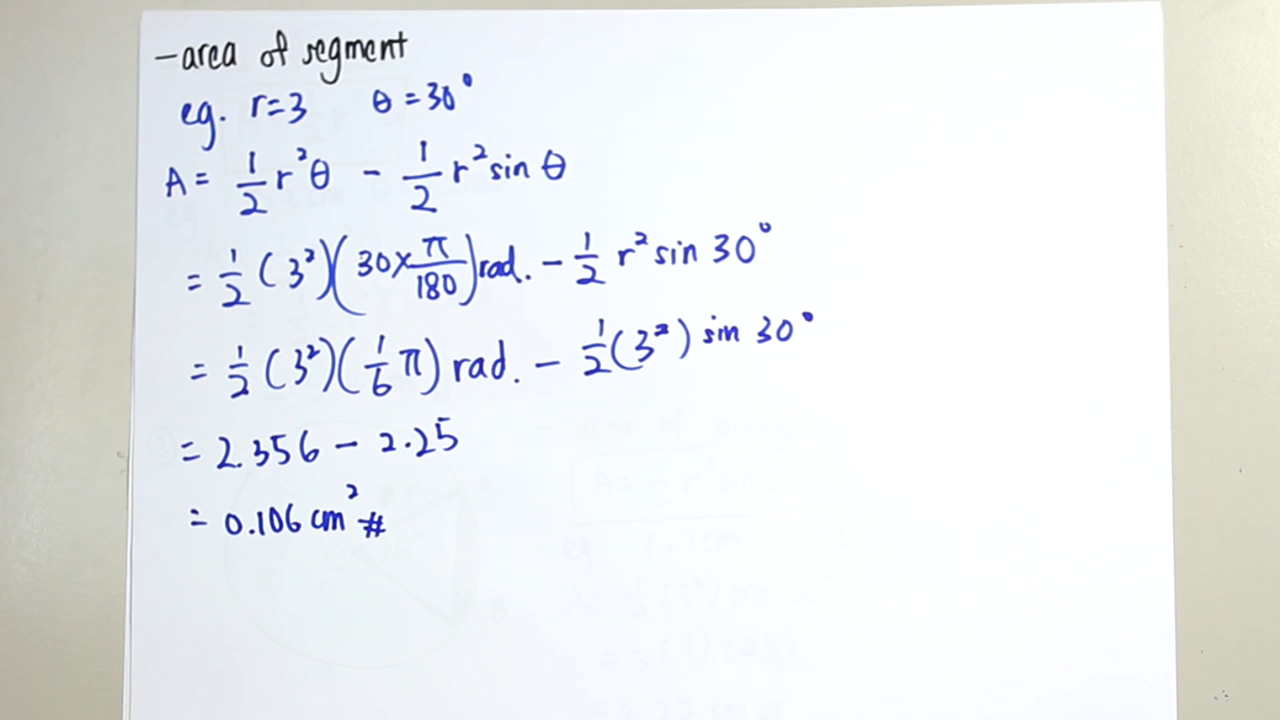 - area of segment
eg. r=3 θ=30°
A = 1/2 r²θ - 1/2 r² sin θ
= 1/2 (3²)(30×π/180) rad. - 1/2 r² sin 30°
= 1/2 (3²)(1/6 π) rad. - 1/2 (3²) sin 30°
= 2.356 - 2.25
= 0.106 cm² #